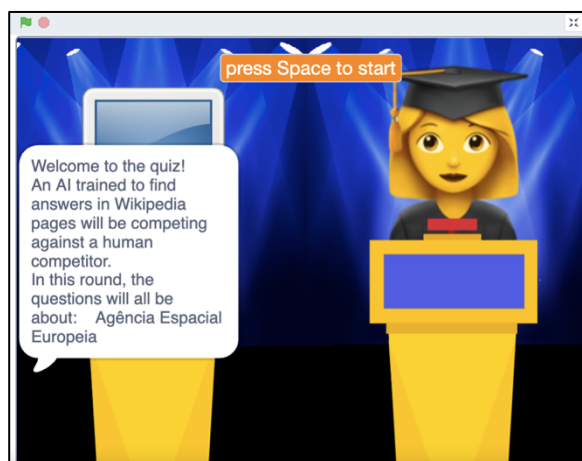 press Space to start
Welcome to the quiz!
An AI trained to find
answers in Wikipedia
pages will be competing
against a human
competitor.
In this round, the
questions will all be
about:    Agência Espacial
Europeia